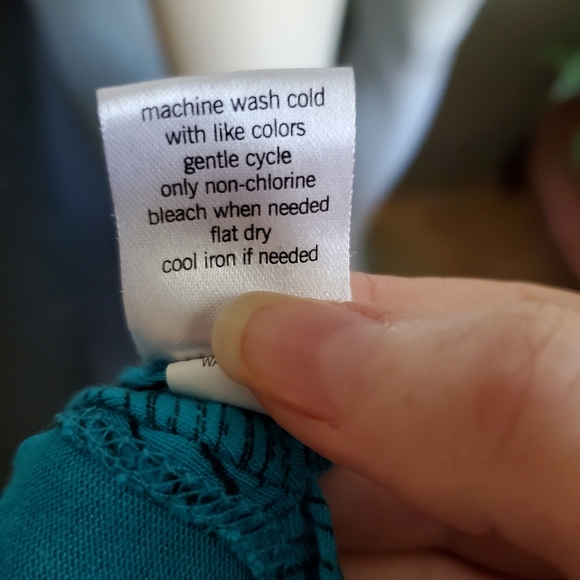 machine wash cold
with like colors
gentle cycle
only non-chlorine
bleach when needed
flat dry
cool iron if needed